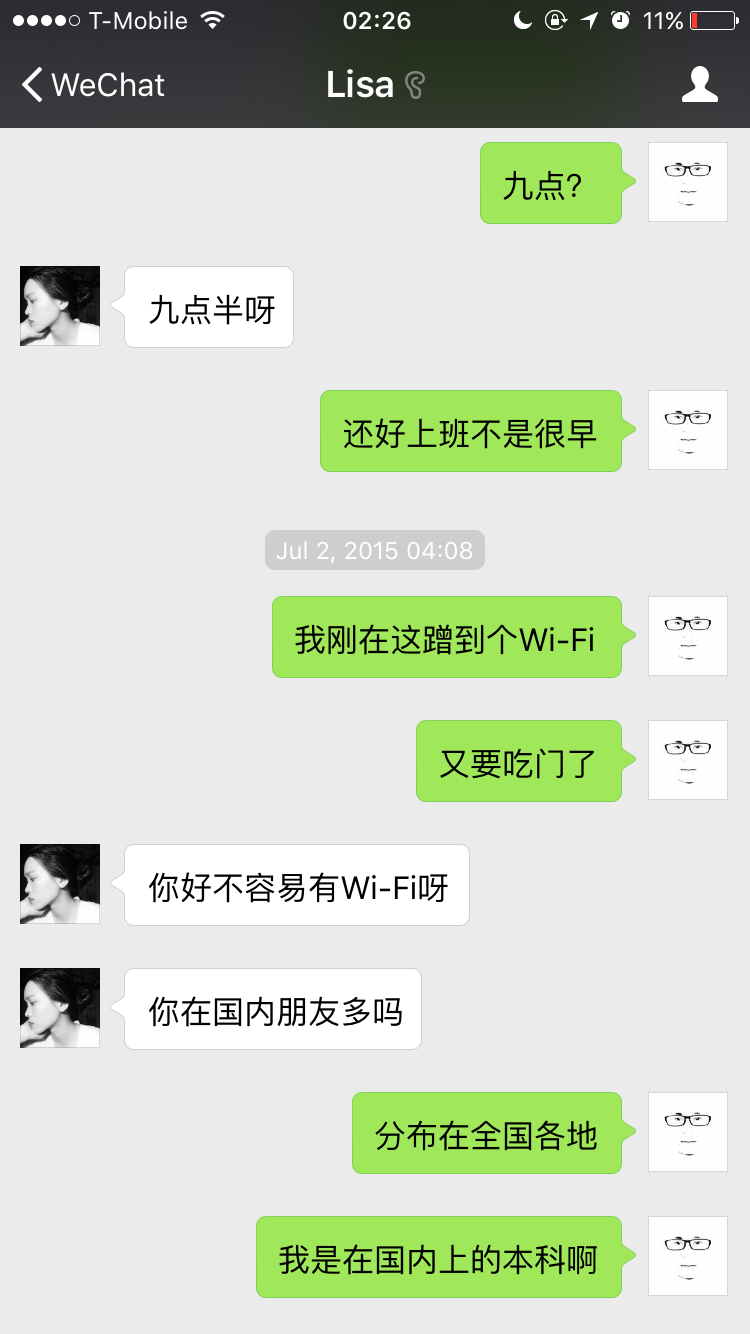 T-Mobile 02:26 11%
WeChat Lisa
九点?
九点半呀
还好上班不是很早
Jul 2, 2015 04:08
我刚在这蹭到个Wi-Fi
又要吃门了
你好不容易有Wi-Fi呀
你在国内朋友多吗
分布在全国各地
我是在国内上的本科啊